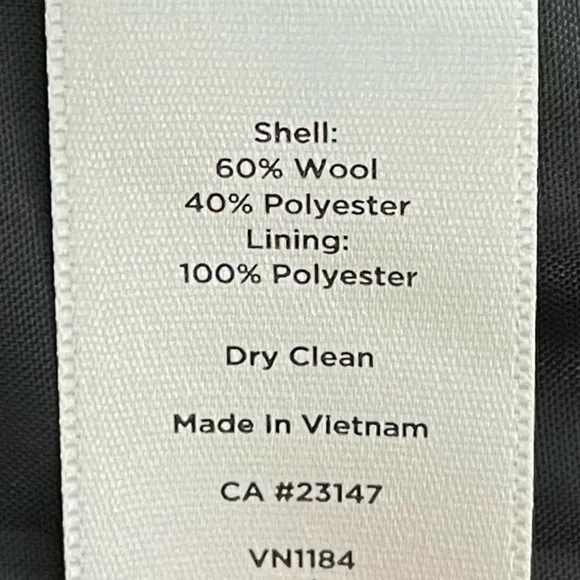 Shell:
60% Wool
40% Polyester
Lining:
100% Polyester
Dry Clean
Made In Vietnam
CA #23147
VN1184